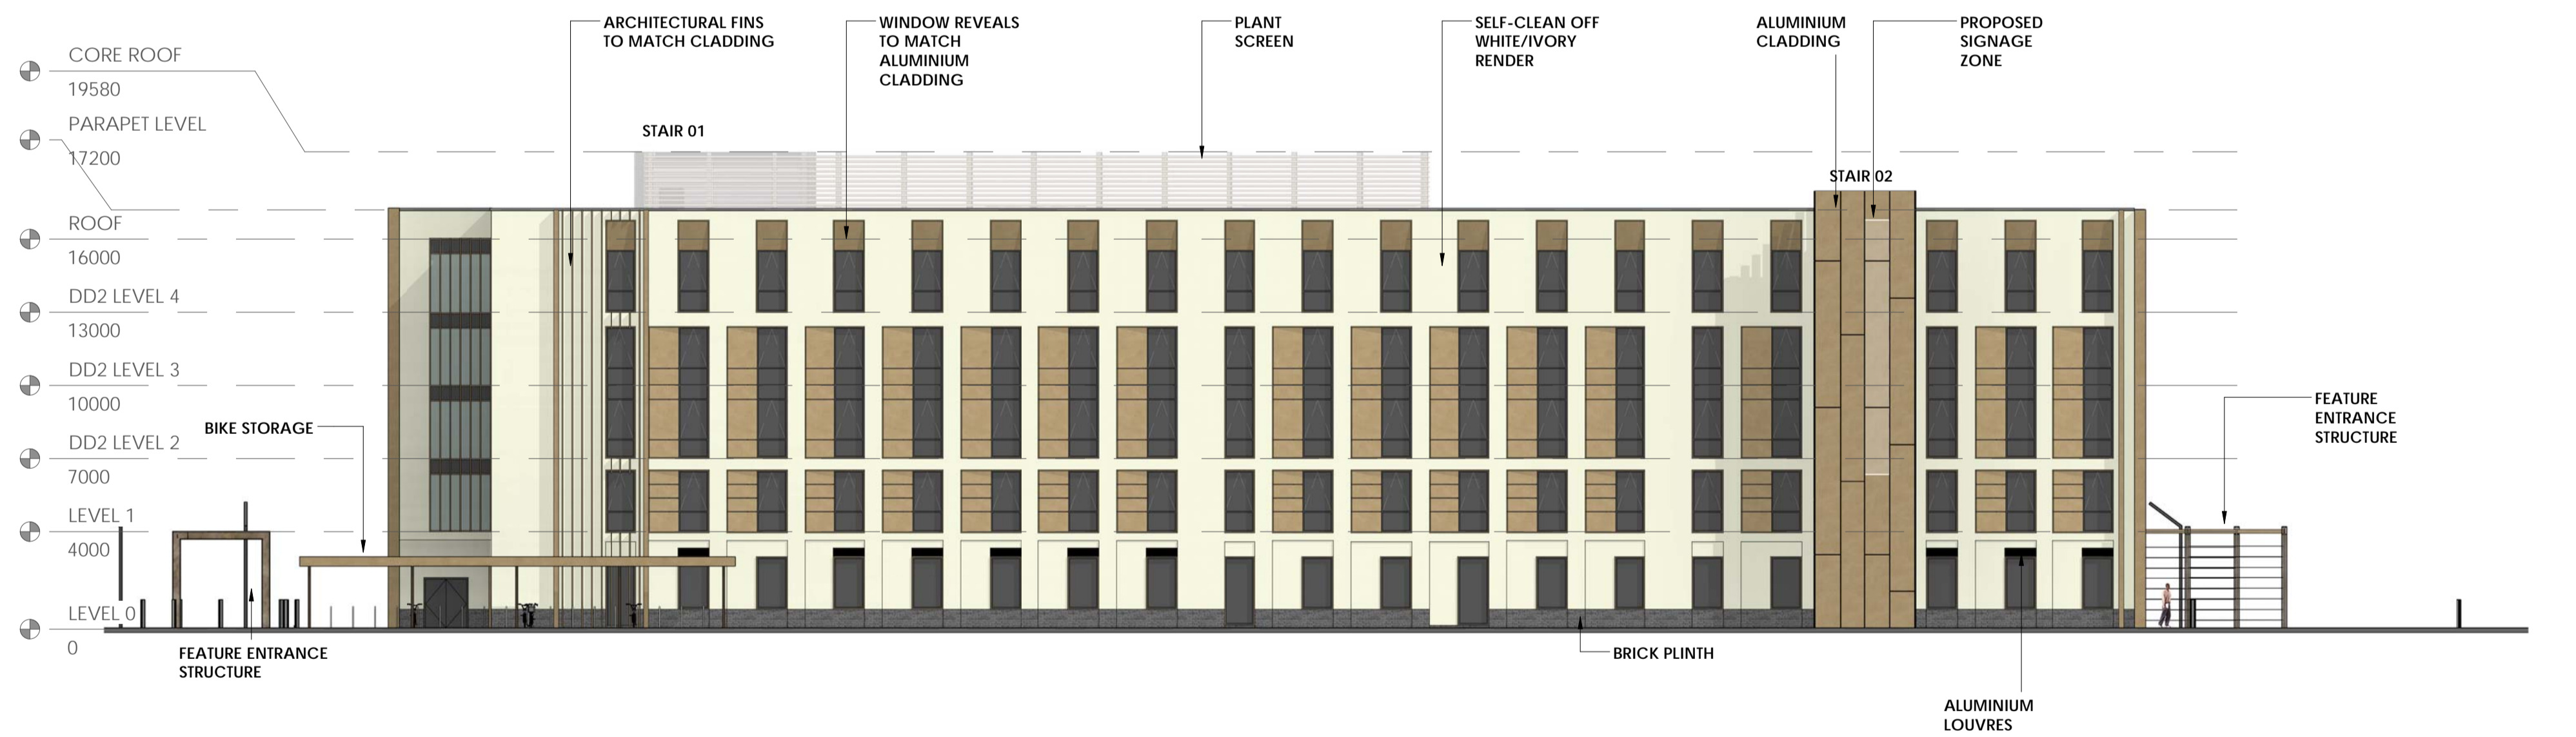 ARCHITECTURAL FINS
TO MATCH CLADDING
WINDOW REVEALS
TO MATCH
ALUMINIUM
CLADDING
PLANT
SCREEN
SELF-CLEAN OFF
WHITE/IVORY
RENDER
ALUMINIUM
CLADDING
PROPOSED
SIGNAGE
ZONE
CORE ROOF
19580
PARAPET LEVEL
17200
STAIR 01
STAIR 02
ROOF
16000
DD2 LEVEL 4
13000
DD2 LEVEL 3
10000
BIKE STORAGE
DD2 LEVEL 2
7000
FEATURE
ENTRANCE
STRUCTURE
LEVEL 1
4000
LEVEL 0
0
FEATURE ENTRANCE
STRUCTURE
BRICK PLINTH
ALUMINIUM
LOUVRES